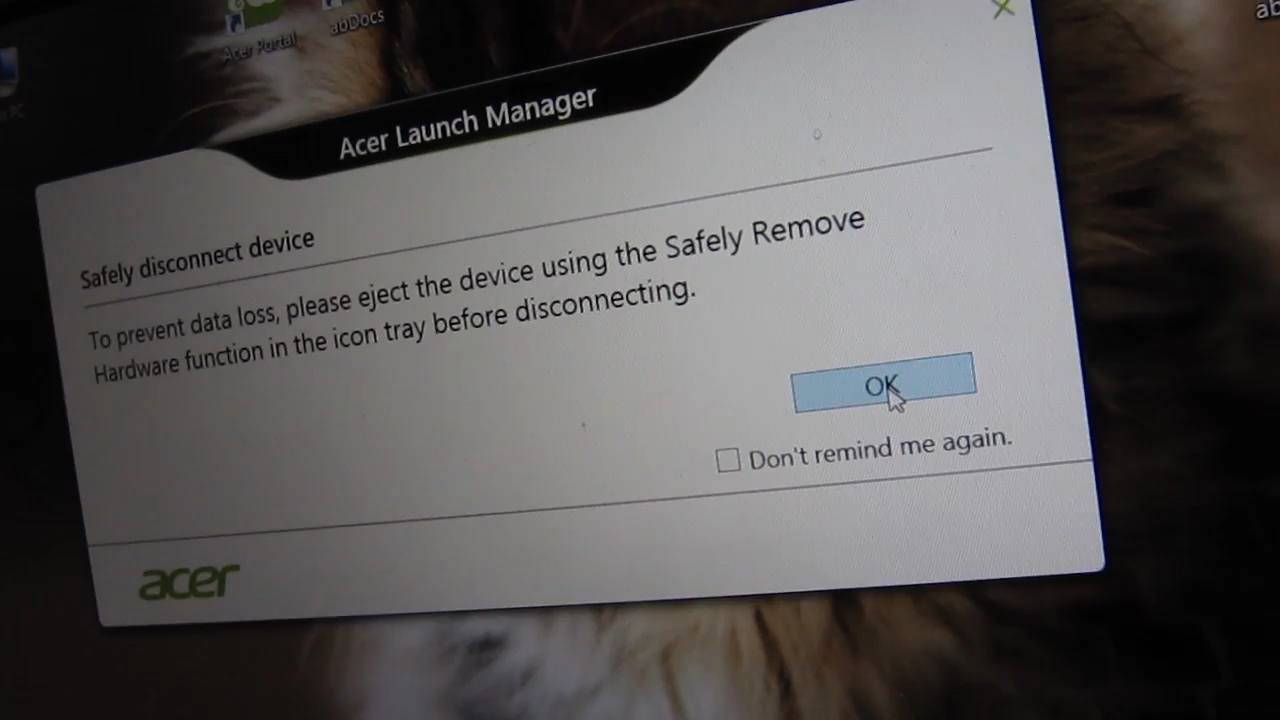 Acer Portal
abDocs
ab
Acer Launch Manager
Safely disconnect device
To prevent data loss, please eject the device using the Safely Remove
Hardware function in the icon tray before disconnecting.
OK
Don't remind me again.
acer